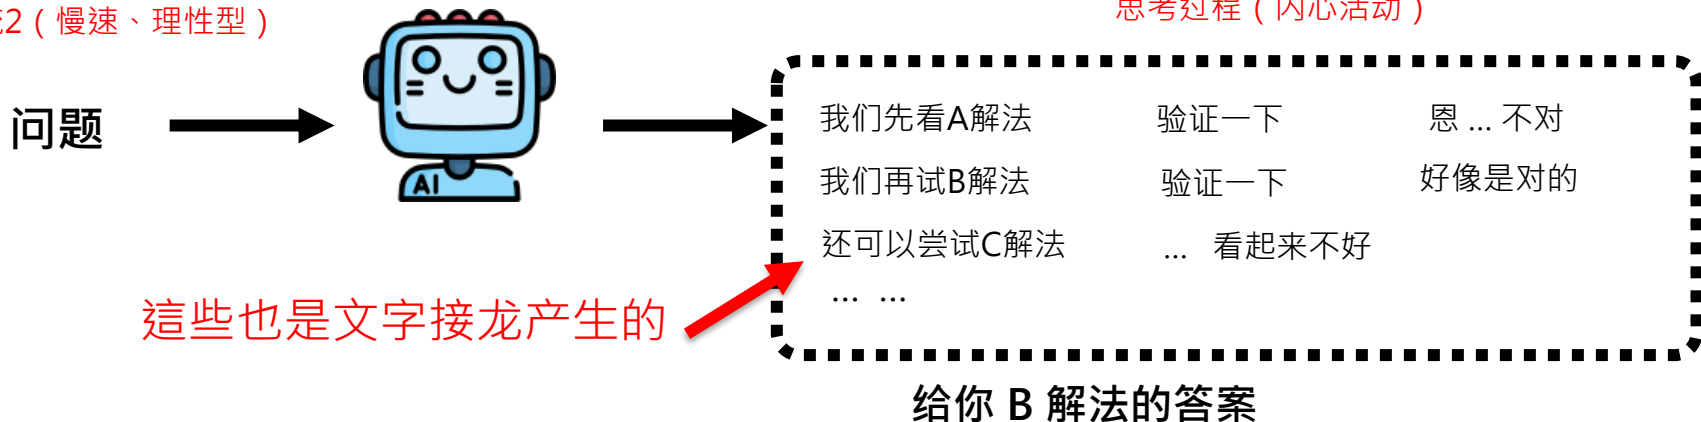 2（慢速、理性型）
思考过程（内心活动）
问题
AI
我们先看A解法 验证一下 恩 ... 不对
我们再试B解法 验证一下 好像是对的
还可以尝试C解法 ... 看起来不好
... ...
這些也是文字接龙产生的
给你 B 解法的答案